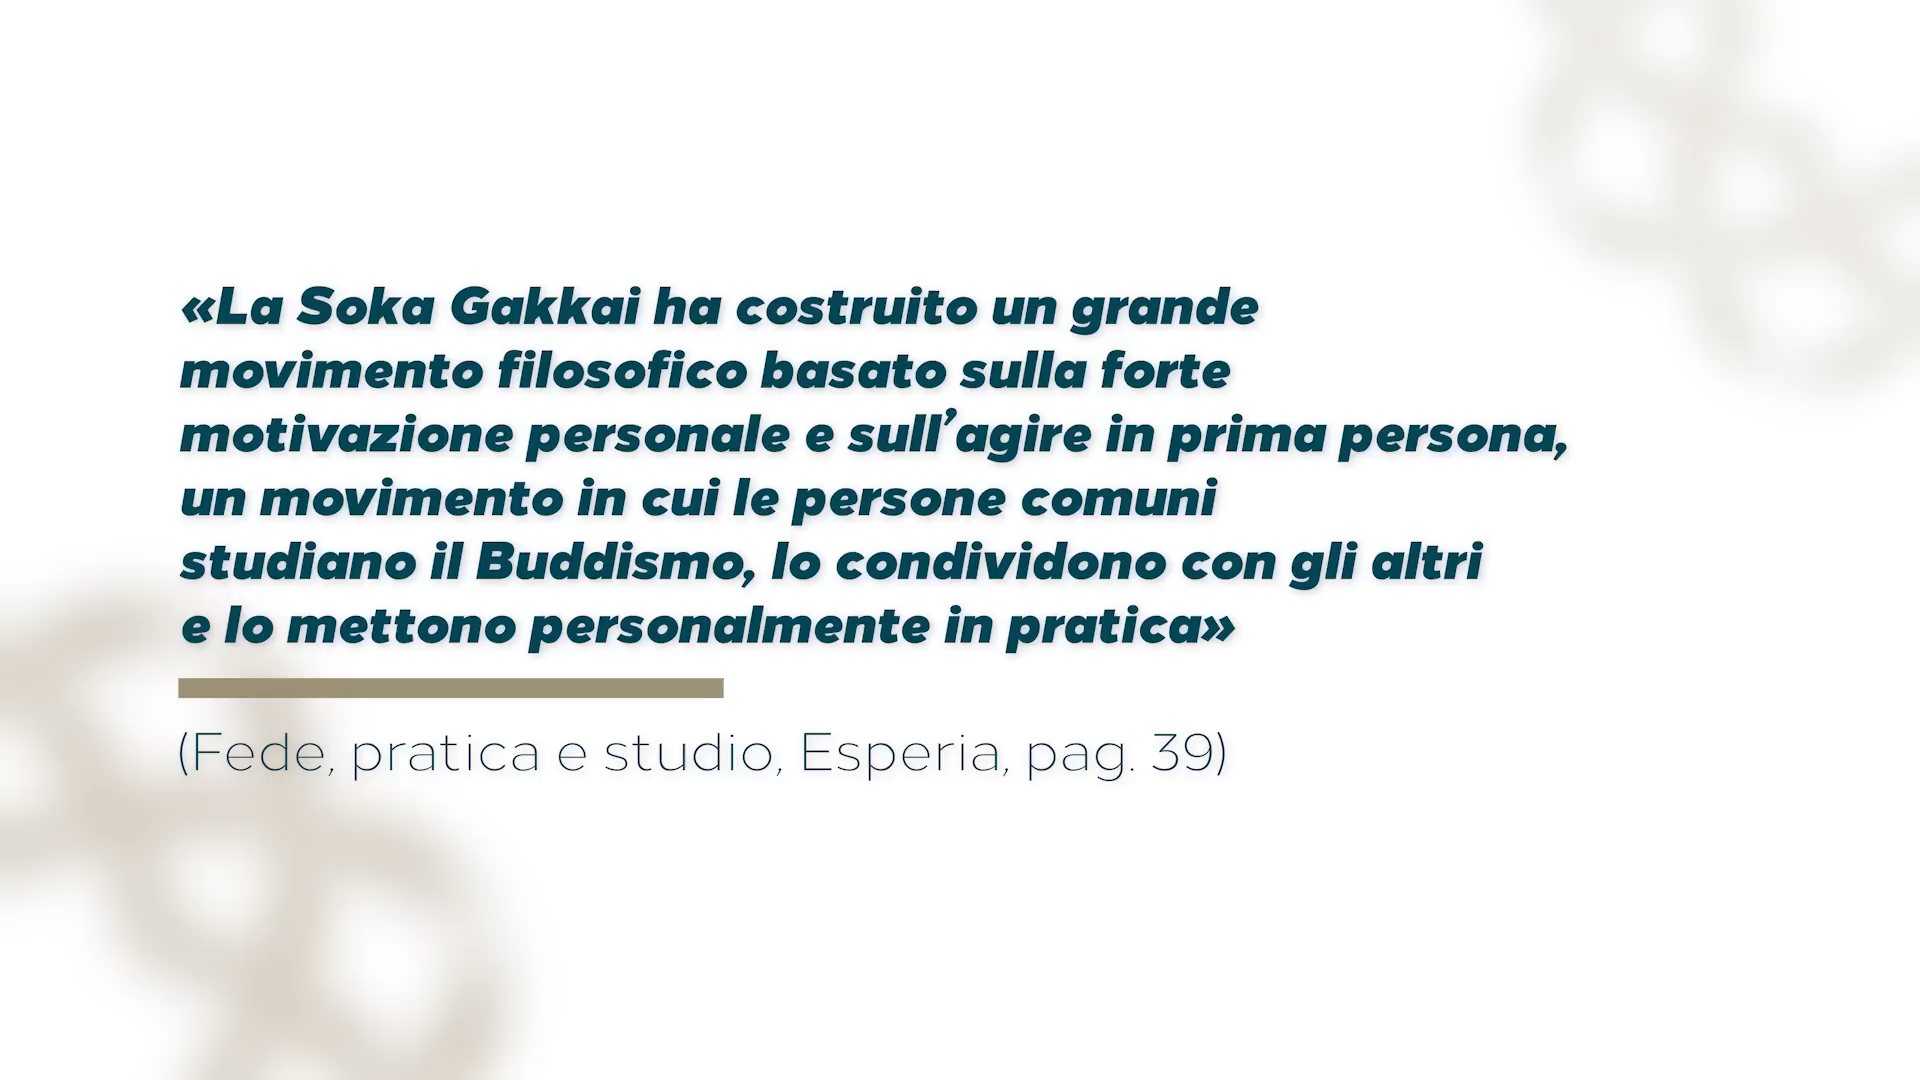 «La Soka Gakkai ha costruito un grande
movimento filosofico basato sulla forte
motivazione personale e sull’agire in prima persona,
un movimento in cui le persone comuni
studiano il Buddismo, lo condividono con gli altri
e lo mettono personalmente in pratica»
(Fede, pratica e studio, Esperia, pag. 39)